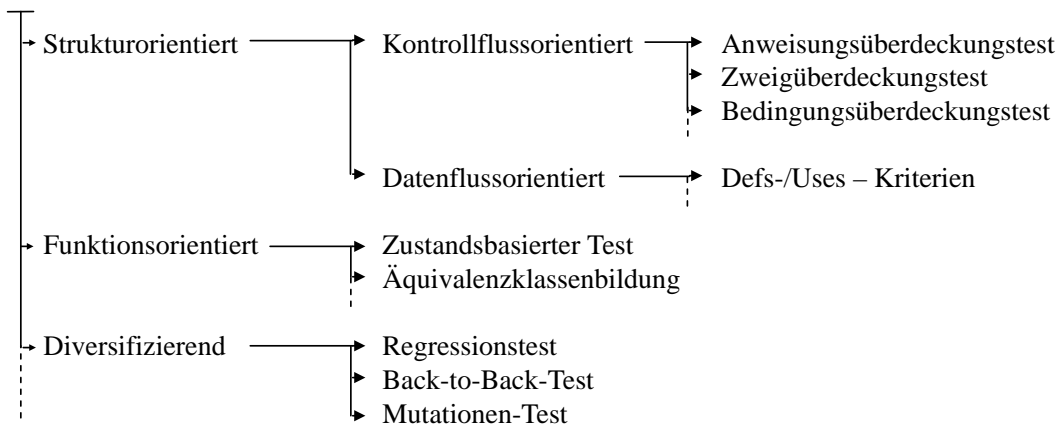 Strukturorientiert Kontrollflussorientiert Anweisungsüberdeckungstest
Zweigüberdeckungstest
Bedingungsüberdeckungstest
Datenflussorientiert Defs-/Uses – Kriterien
Funktionsorientiert Zustandsbasierter Test
Äquivalenzklassenbildung
Diversifizierend Regressionstest
Back-to-Back-Test
Mutationen-Test